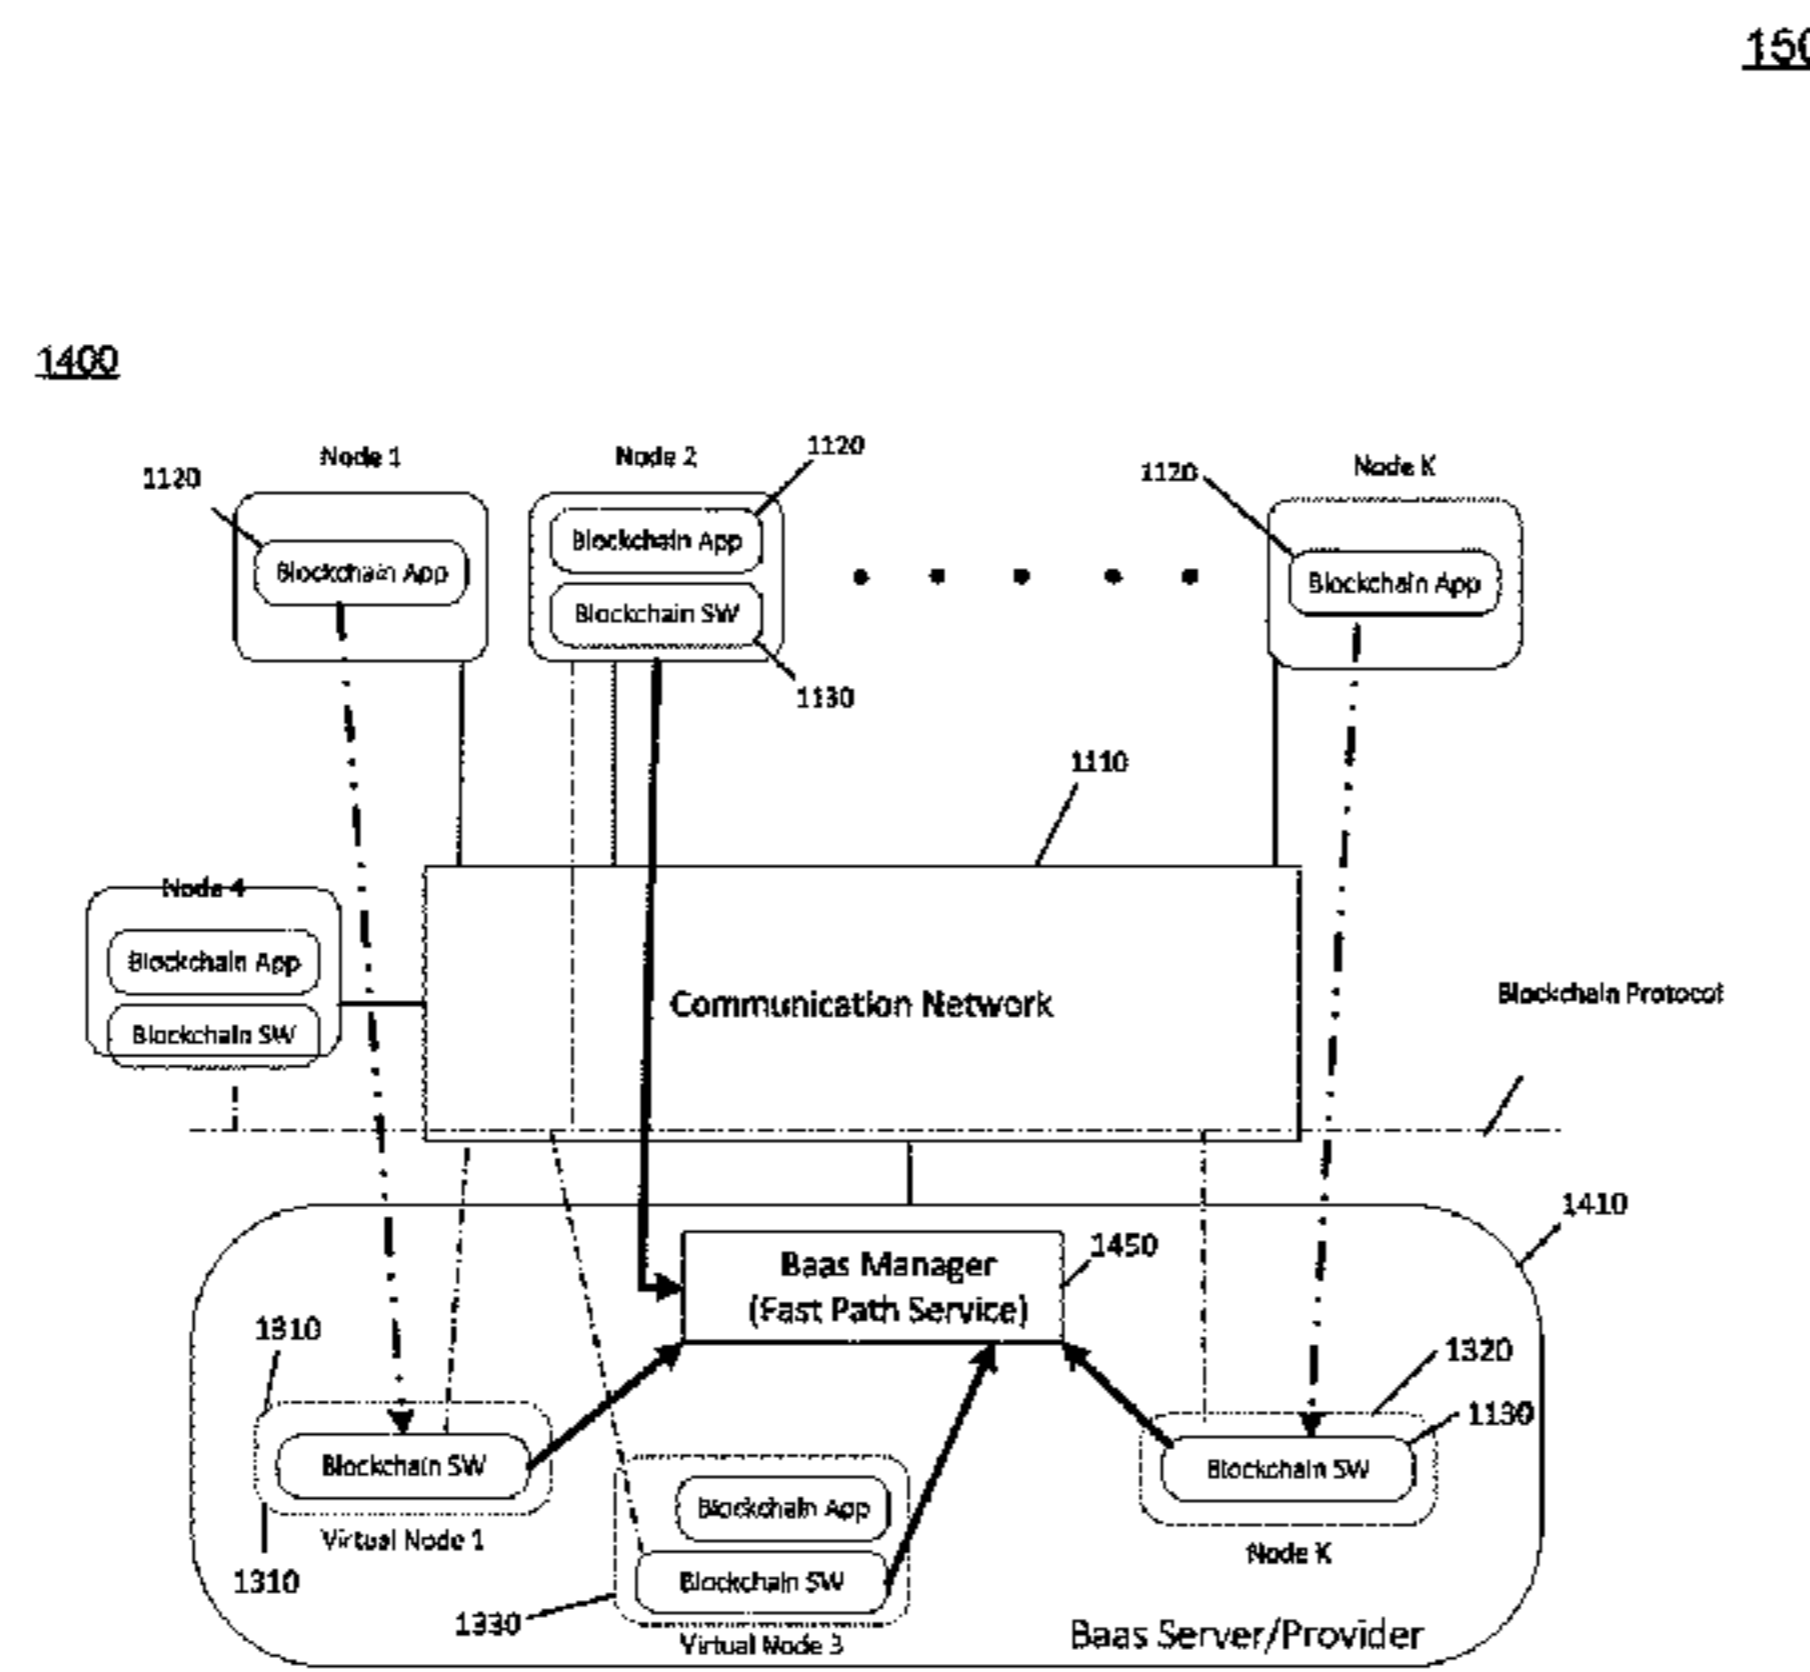 150
1400
Node 1
Node 2
1120
1120
1120
Node K
Blockchain App
Blockchain App
Blockchain App
Blockchain SW
1130
1110
Node 4
Blockchain App
Blockchain SW
Communication Network
Blockchain Protocol
1410
Baas Manager
(Fast Path Service)
1450
1310
1320
1130
Blockchain SW
Blockchain SW
Virtual Node 1
Blockchain App
Node K
1310
Blockchain SW
1330
Virtual Node 3
Baas Server/Provider